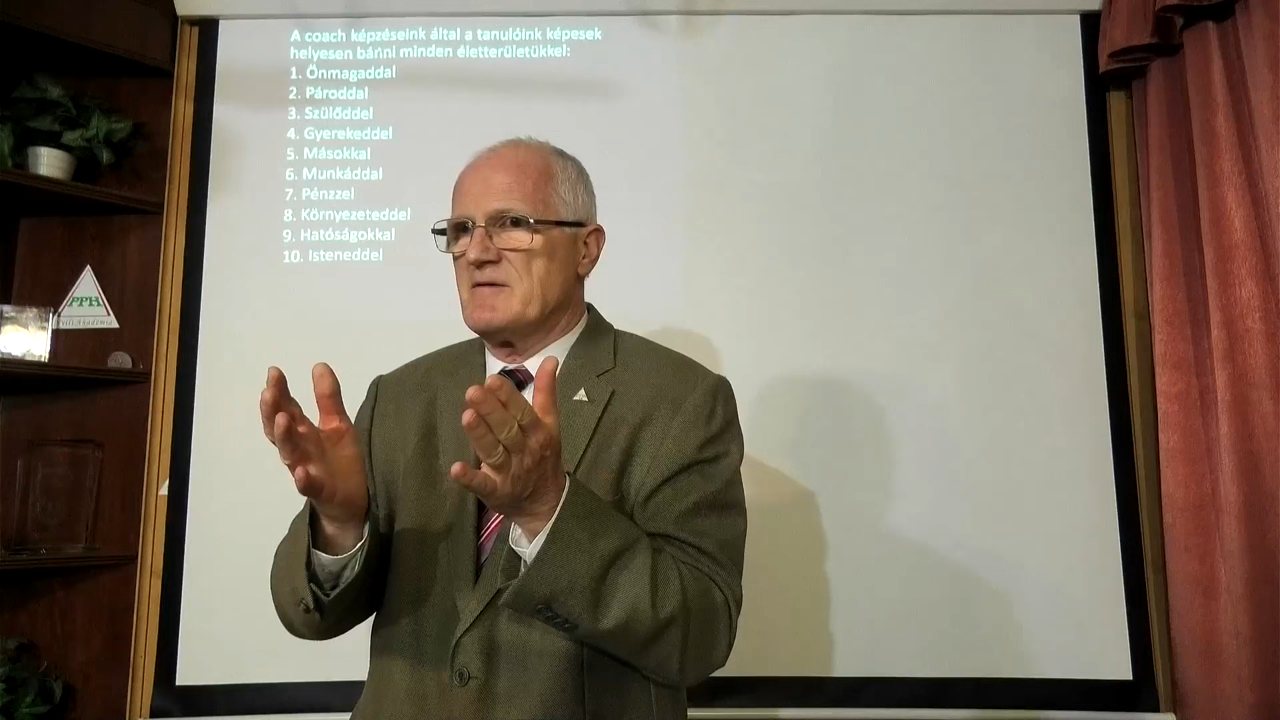 A coach képzéseink által a tanulóink képesek
helyesen bánni minden életterületükkel:
1. Önmagaddal
2. Pároddal
3. Szülőddel
4. Gyerekeddel
5. Másokkal
6. Munkáddal
7. Pénzzel
8. Környezeteddel
9. Hatóságokkal
10. Isteneddel
PPH